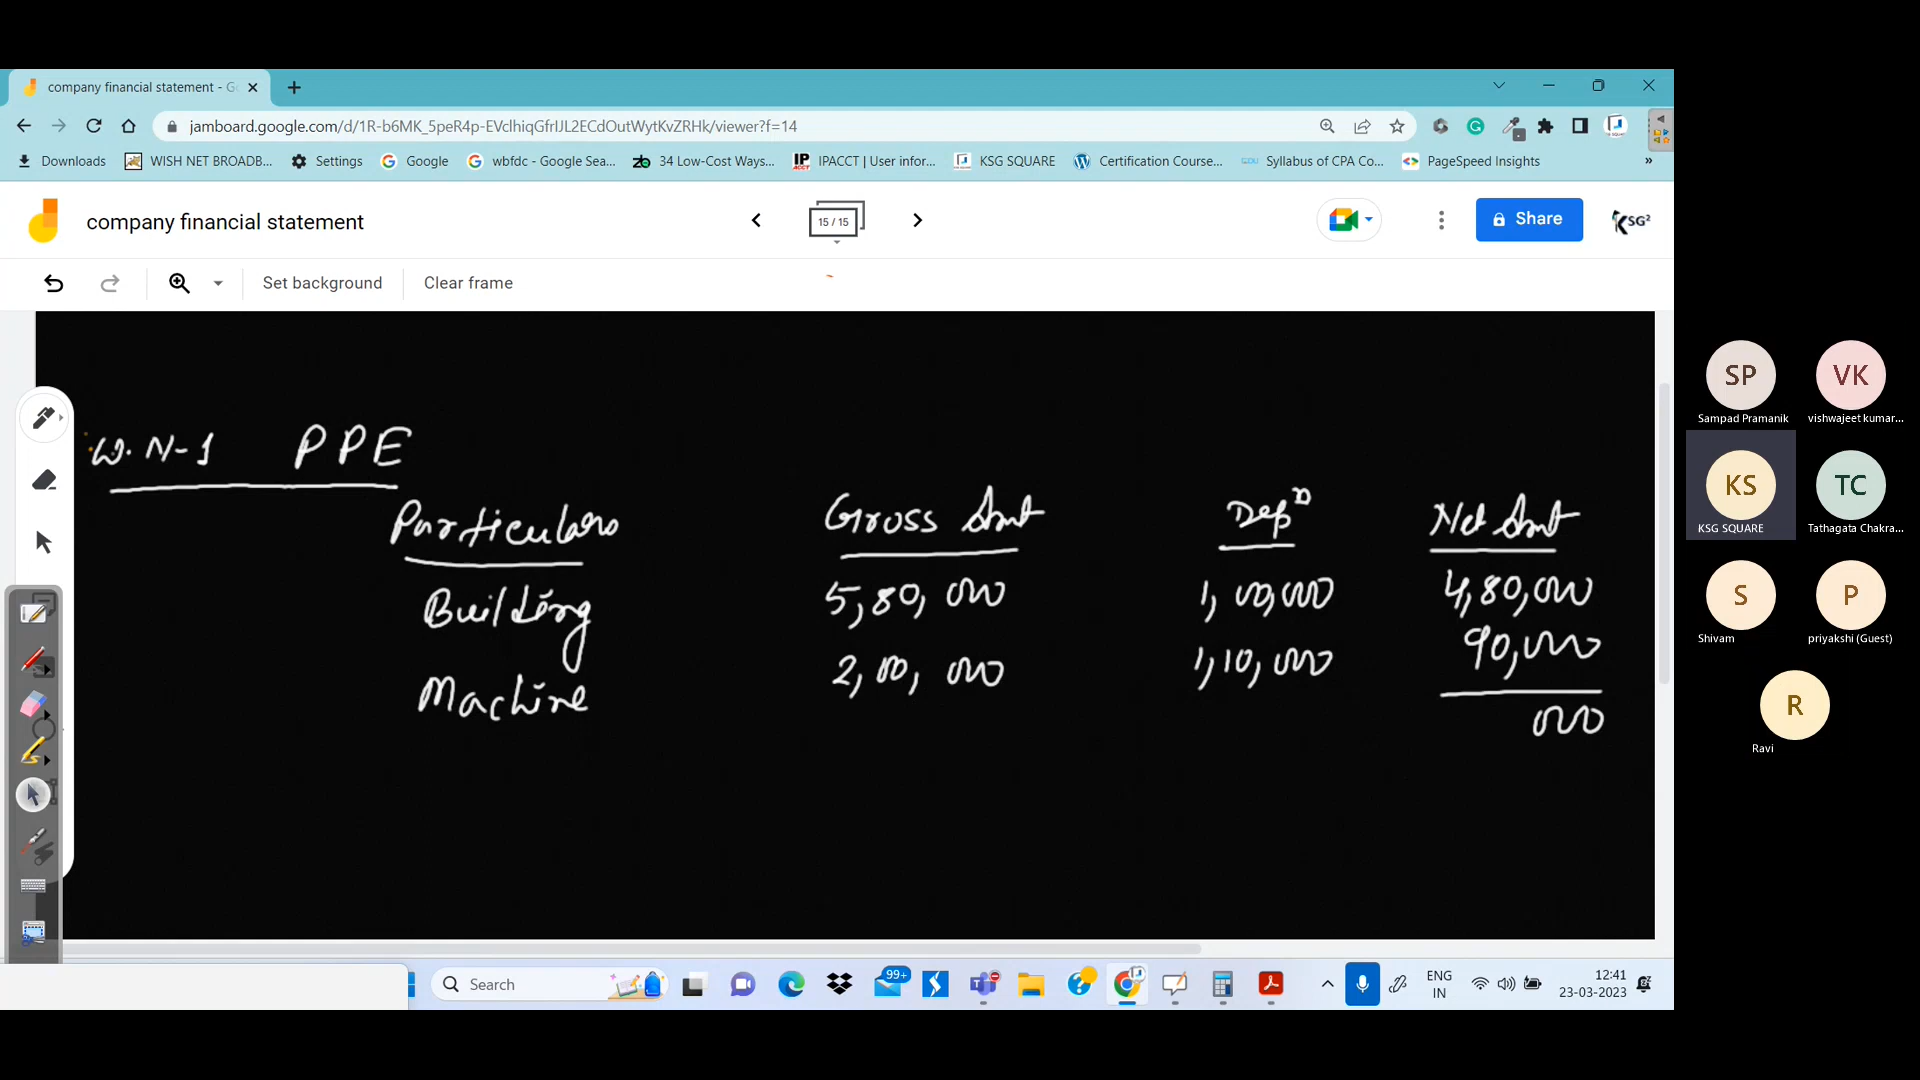 company financial statement - G
jamboard.google.com/d/1R-b6MK_5peR4p-EVclhiqGfrIJL2ECdOutWytKvZRHk/viewer?f=14
Downloads WISH NET BROADB... Settings Google wbfdc - Google Sea... 34 Low-Cost Ways... IPACCT | User infor... KSG SQUARE Certification Course... Syllabus of CPA Co... PageSpeed Insights »
company financial statement
15 / 15
Share
KSG²
Set background
Clear frame
W.N-1 PPE
Particulars Gross Amt Depⁿ Net Amt
Building 5,80,000 1,00,000 4,80,000
Machine 2,00,000 1,10,000 90,000
000
SP VK
Sampad Pramanik vishwajeet kumar...
KS TC
KSG SQUARE Tathagata Chakra...
S P
Shivam priyakshi (Guest)
R
Ravi
Search
99+
ENG
IN
12:41
23-03-2023